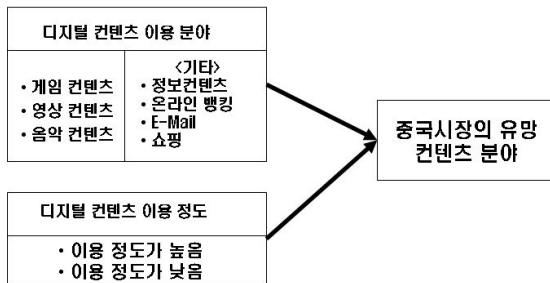 디지털 컨텐츠 이용 분야
• 게임 컨텐츠
• 영상 컨텐츠
• 음악 컨텐츠
<기타>
• 정보컨텐츠
• 온라인 뱅킹
• E-Mail
• 쇼핑
중국시장의 유망
컨텐츠 분야
디지털 컨텐츠 이용 정도
• 이용 정도가 높음
• 이용 정도가 낮음